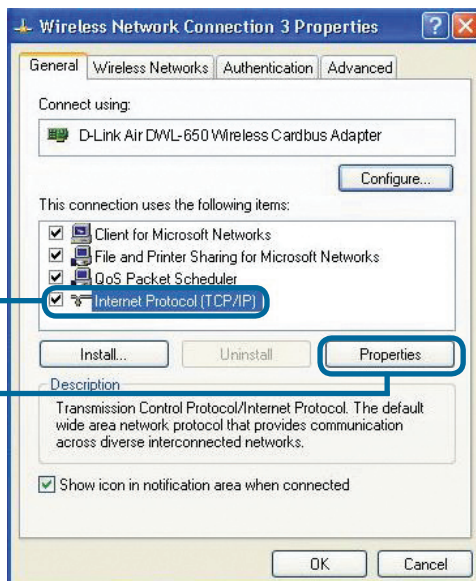 Wireless Network Connection 3 Properties
General Wireless Networks Authentication Advanced
Connect using:
D-Link Air DWL-650 Wireless Cardbus Adapter
Configure...
This connection uses the following items:
Client for Microsoft Networks
File and Printer Sharing for Microsoft Networks
QoS Packet Scheduler
Internet Protocol (TCP/IP)
Install... Uninstall Properties
Description
Transmission Control Protocol/Internet Protocol. The default
wide area network protocol that provides communication
across diverse interconnected networks.
Show icon in notification area when connected
OK Cancel